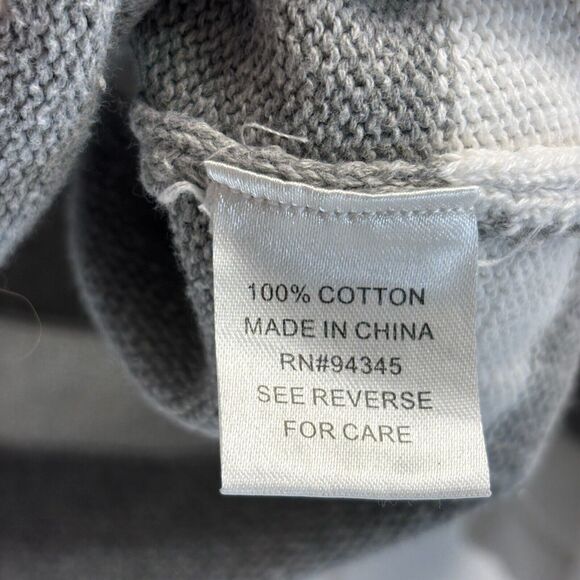 100% COTTON
MADE IN CHINA
RN#94345
SEE REVERSE
FOR CARE